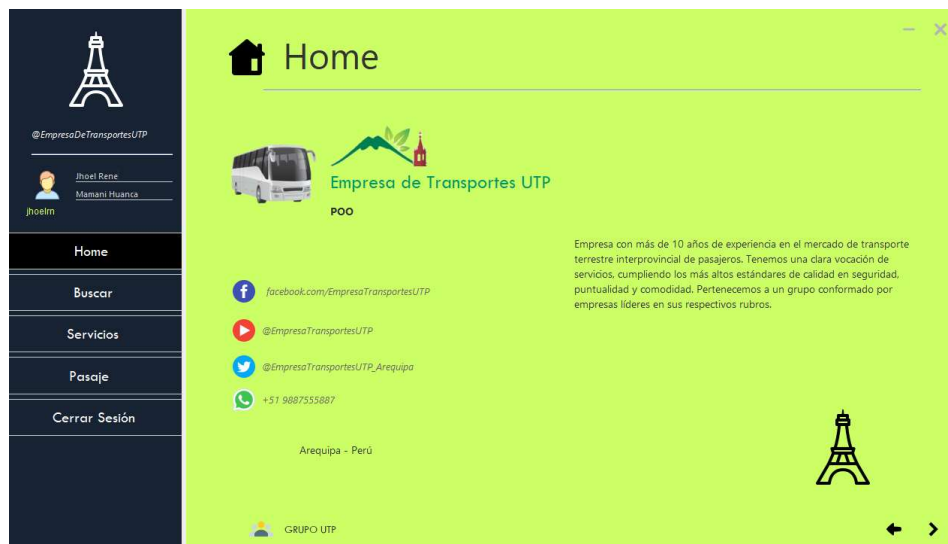 @EmpresaDeTransportesUTP
Jhoel Rene
Mamani Huanca
jhoelrn
Home
Buscar
Servicios
Pasaje
Cerrar Sesión
Home
Empresa de Transportes UTP
POO
Empresa con más de 10 años de experiencia en el mercado de transporte
terrestre interprovincial de pasajeros. Tenemos una clara vocación de
servicios, cumpliendo los más altos estándares de calidad en seguridad,
puntualidad y comodidad. Pertenecemos a un grupo conformado por
empresas líderes en sus respectivos rubros.
facebook.com/EmpresaTransportesUTP
@EmpresaTransportesUTP
@EmpresaTransportesUTP_Arequipa
+51 9887555887
Arequipa - Perú
GRUPO UTP